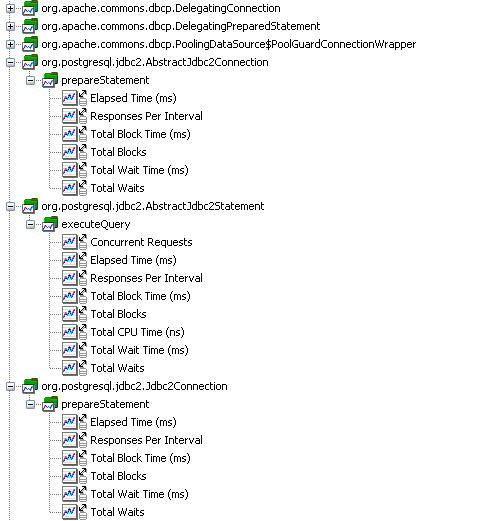 org.apache.commons.dbcp.DelegatingConnection
org.apache.commons.dbcp.DelegatingPreparedStatement
org.apache.commons.dbcp.PoolingDataSource$PoolGuardConnectionWrapper
org.postgresql.jdbc2.AbstractJdbc2Connection
prepareStatement
Elapsed Time (ms)
Responses Per Interval
Total Block Time (ms)
Total Blocks
Total Wait Time (ms)
Total Waits
org.postgresql.jdbc2.AbstractJdbc2Statement
executeQuery
Concurrent Requests
Elapsed Time (ms)
Responses Per Interval
Total Block Time (ms)
Total Blocks
Total CPU Time (ns)
Total Wait Time (ms)
Total Waits
org.postgresql.jdbc2.Jdbc2Connection
prepareStatement
Elapsed Time (ms)
Responses Per Interval
Total Block Time (ms)
Total Blocks
Total Wait Time (ms)
Total Waits